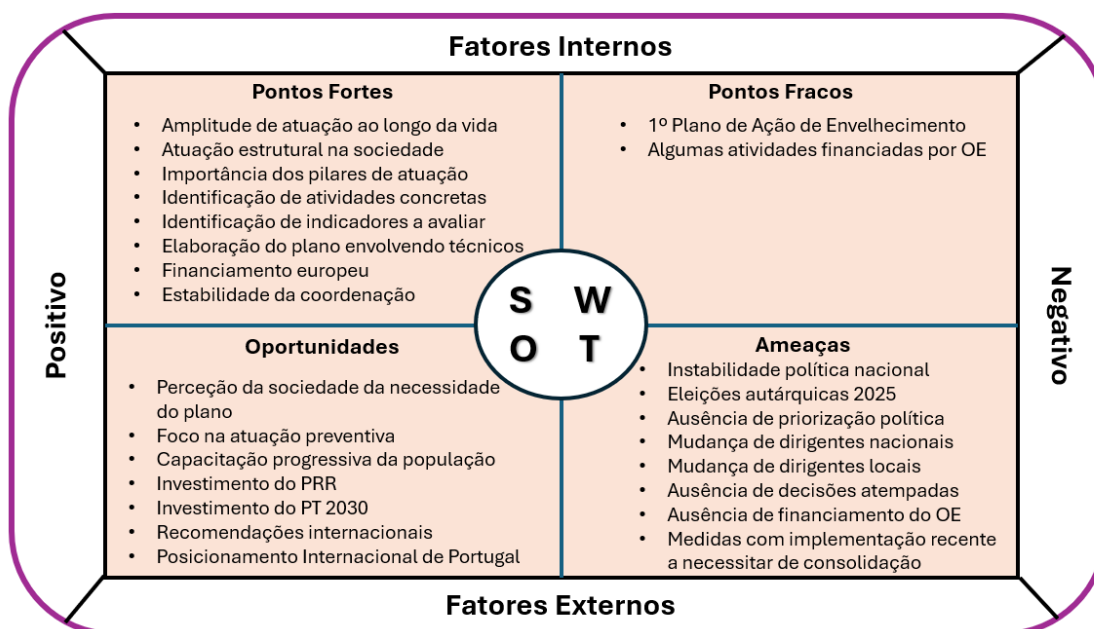 Fatores Internos
Positivo
Negativo
Pontos Fortes
• Amplitude de atuação ao longo da vida
• Atuação estrutural na sociedade
• Importância dos pilares de atuação
• Identificação de atividades concretas
• Identificação de indicadores a avaliar
• Elaboração do plano envolvendo técnicos
• Financiamento europeu
• Estabilidade da coordenação
Pontos Fracos
• 1º Plano de Ação de Envelhecimento
• Algumas atividades financiadas por OE
S W
O T
Oportunidades
• Perceção da sociedade da necessidade
do plano
• Foco na atuação preventiva
• Capacitação progressiva da população
• Investimento do PRR
• Investimento do PT 2030
• Recomendações internacionais
• Posicionamento Internacional de Portugal
Ameaças
• Instabilidade política nacional
• Eleições autárquicas 2025
• Ausência de priorização política
• Mudança de dirigentes nacionais
• Mudança de dirigentes locais
• Ausência de decisões atempadas
• Ausência de financiamento do OE
• Medidas com implementação recente
a necessitar de consolidação
Fatores Externos